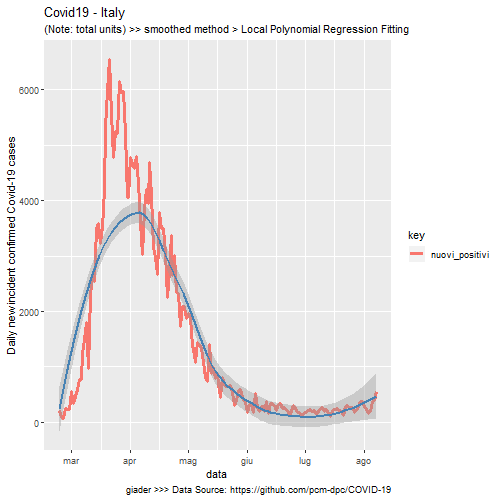 Covid19 - Italy
(Note: total units) >> smoothed method > Local Polynomial Regression Fitting
Daily new/incident confirmed Covid-19 cases
6000
4000
2000
0
key
nuovi_positivi
mar
apr
mag
giu
lug
ago
data
giader >>> Data Source: https://github.com/pcm-dpc/COVID-19